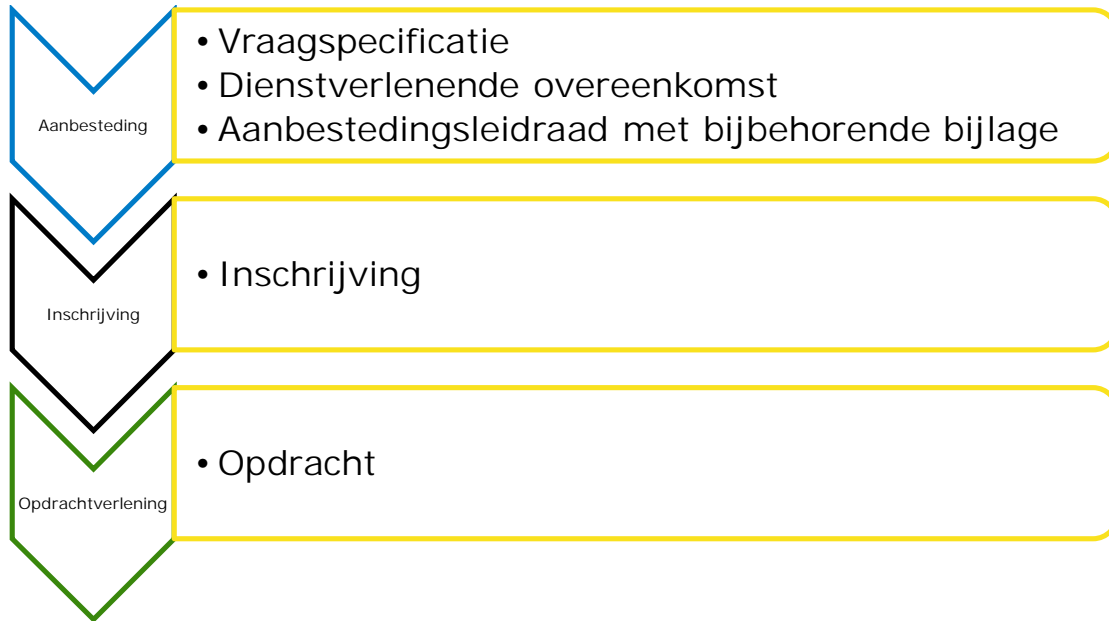 Aanbesteding
• Vraagspecificatie
• Dienstverlenende overeenkomst
• Aanbestedingsleidraad met bijbehorende bijlage
Inschrijving
• Inschrijving
Opdrachtverlening
• Opdracht